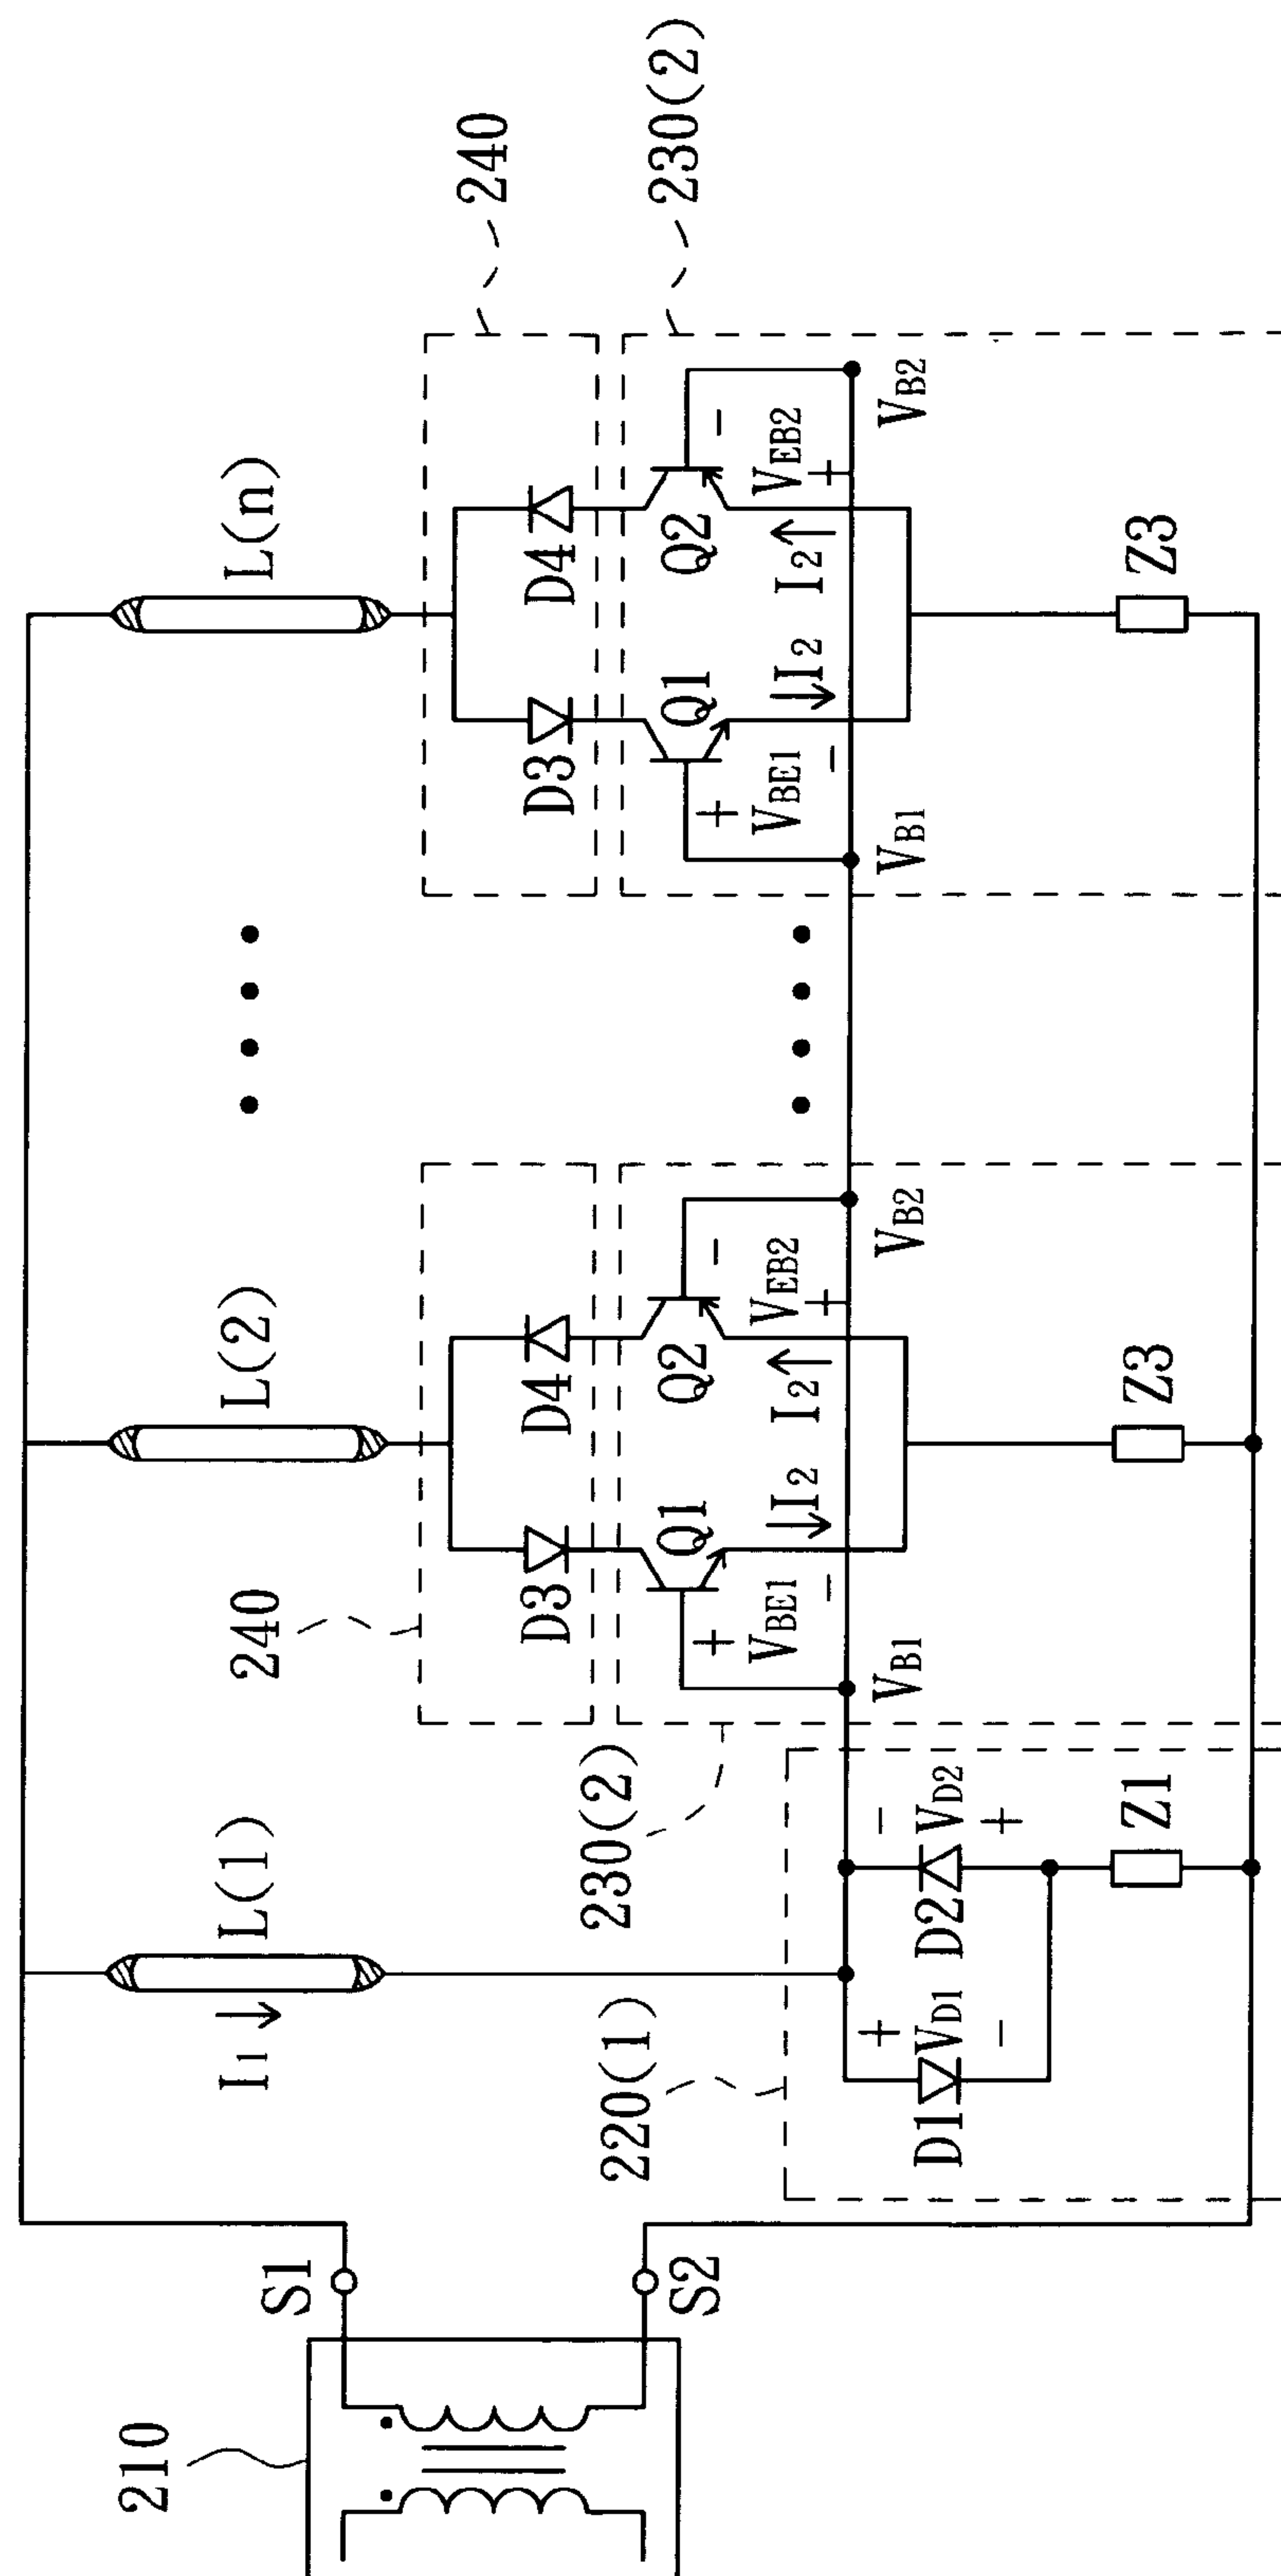 210
S1
S2
I1
L(1)
L(2)
L(n)
220(1)
D1
+
VD1
-
D2
-
VD2
+
Z1
230(2)
240
D3
D4
Q1
Q2
+
VBE1
-
I2
I2
-
VEB2
+
VB1
VB2
Z3
240
230(2)
D3
D4
Q1
Q2
+
VBE1
-
I2
I2
-
VEB2
+
VB1
VB2
Z3